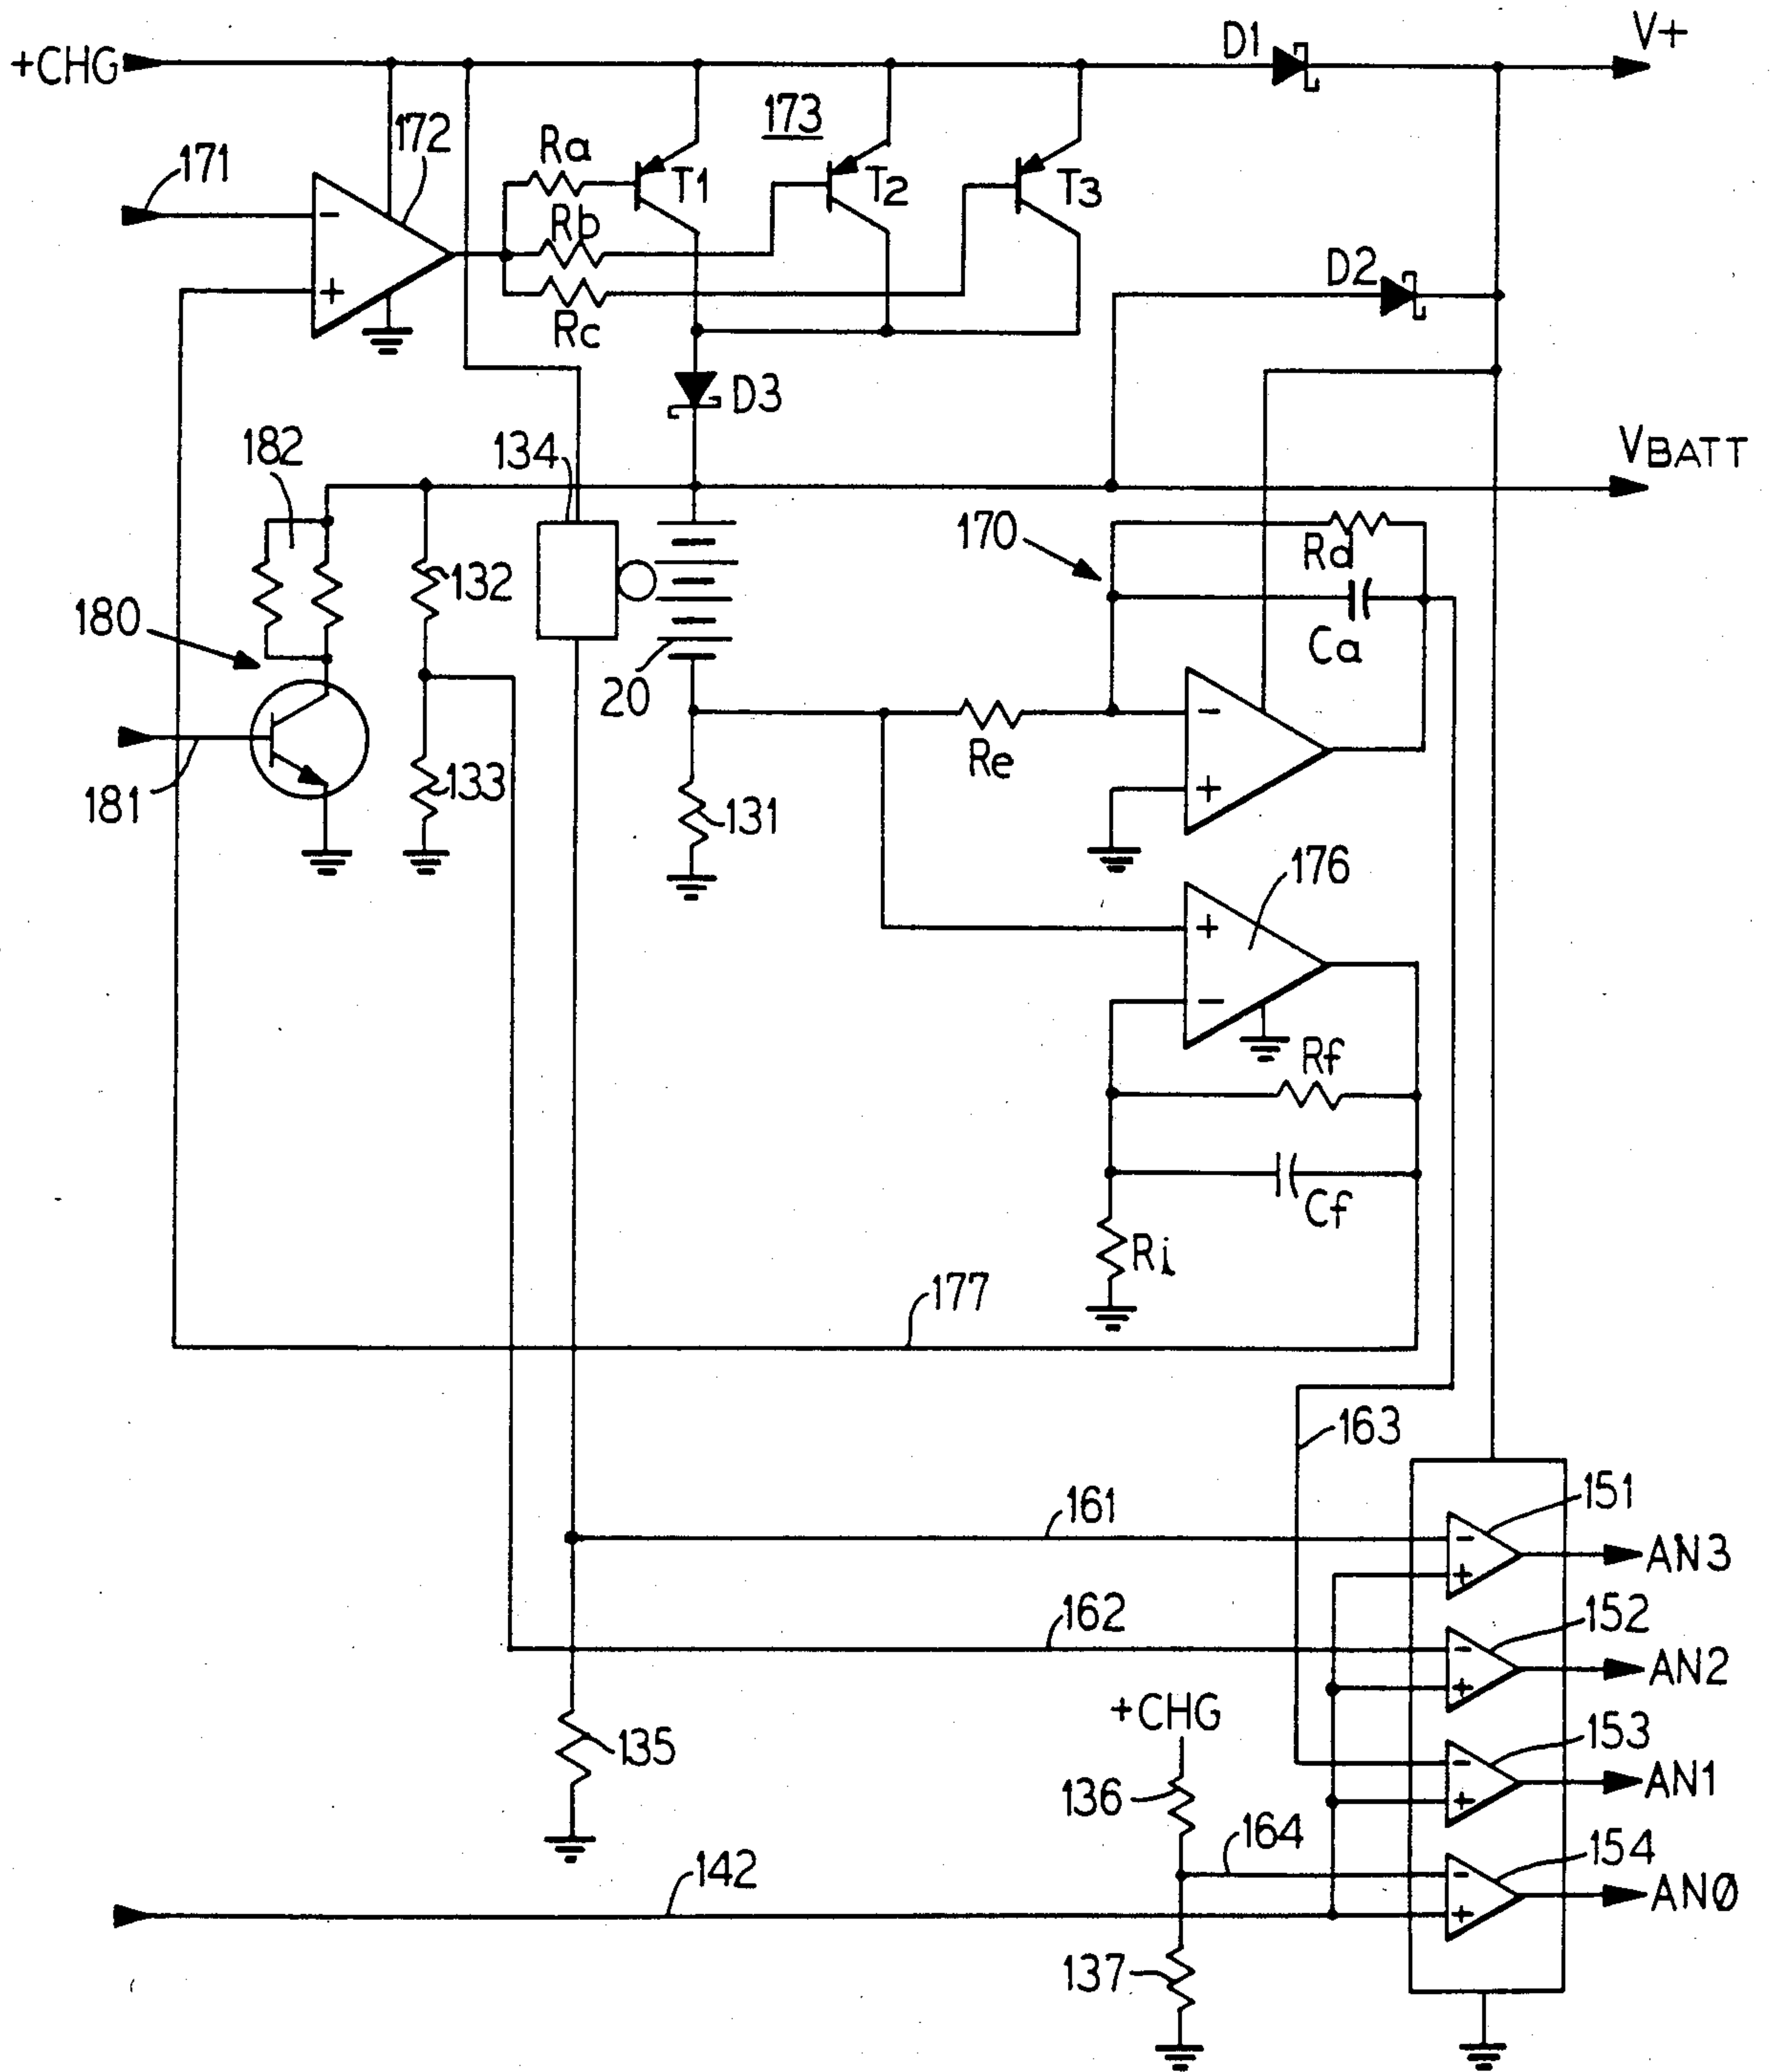 +CHG
D1
V+
171
172
173
Ra
T1
T2
T3
Rb
Rc
-
+
D2
D3
182
134
VBATT
170
Rd
132
Ca
180
20
Re
-
+
181
133
131
176
+
-
Rf
Cf
Ri
177
163
161
151
-
+
AN3
162
152
-
+
AN2
+CHG
135
153
-
+
AN1
136
164
154
-
+
ANØ
142
137